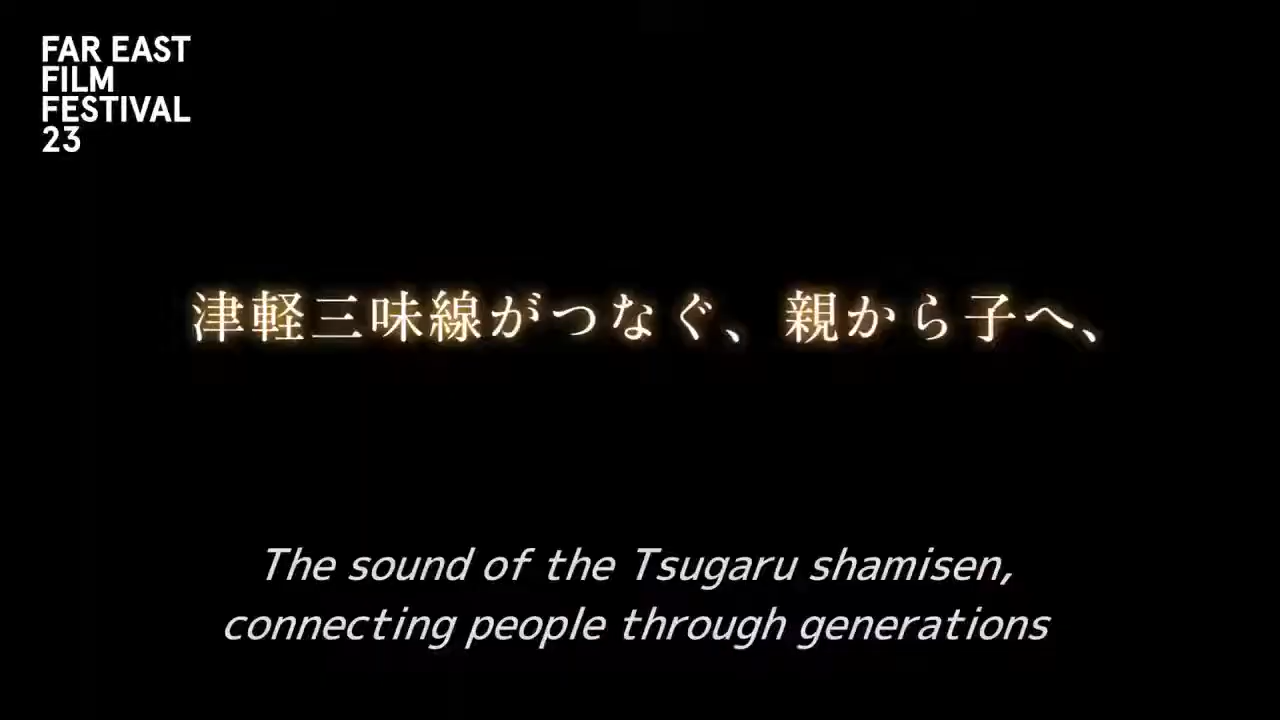 FAR EAST
FILM
FESTIVAL
23
津軽三味線がつなぐ、親から子へ、
The sound of the Tsugaru shamisen,
connecting people through generations